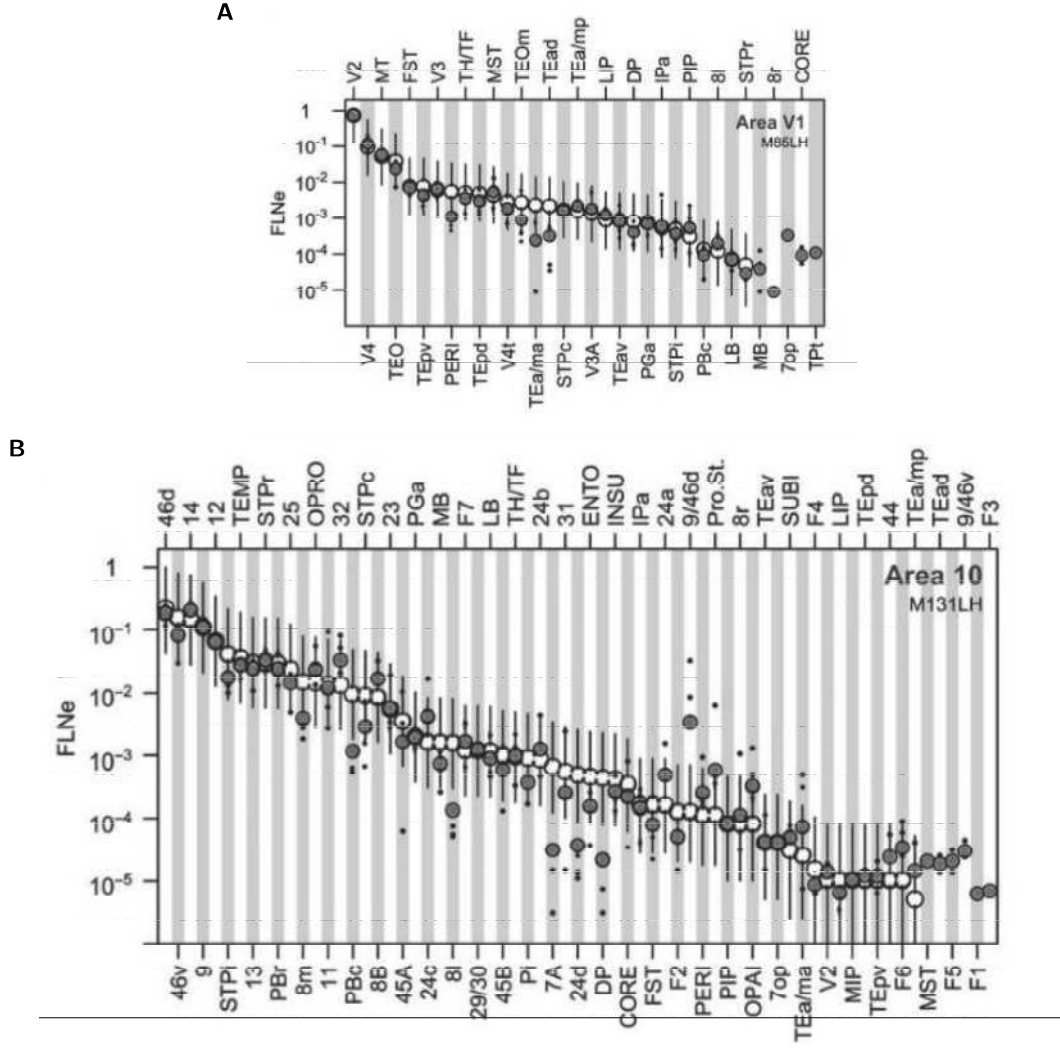 A
V2 MT FST V3 TH/TF MST TEOm TEad TEa/mp LIP DP IPa PIP 8l STPr 8r CORE
Area V1
M85LH
FLNe
1
10⁻¹
10⁻²
10⁻³
10⁻⁴
10⁻⁵
V4 TEO TEpv PERI TEpd V4t TEa/ma STPc V3A TEav PGa STPi PBc LB MB 7op TPt
B
46d 14 12 TEMP STPr 25 OPRO 32 STPc 23 PGa MB F7 LB TH/TF 24b 31 ENTO INSU IPa 24a 9/46d Pro.St. 8r TEav SUBI F4 LIP TEpd 44 TEa/mp TEad 9/46v F3
Area 10
M131LH
FLNe
1
10⁻¹
10⁻²
10⁻³
10⁻⁴
10⁻⁵
46v 9 STPi 13 PBr 8m 11 PBc 8B 45A 24c 8l 29/30 45B Pi 7A 24d DP CORE FST F2 PERI PIP OPAI 7op TEa/ma V2 MIP TEpv F6 MST F5 F1